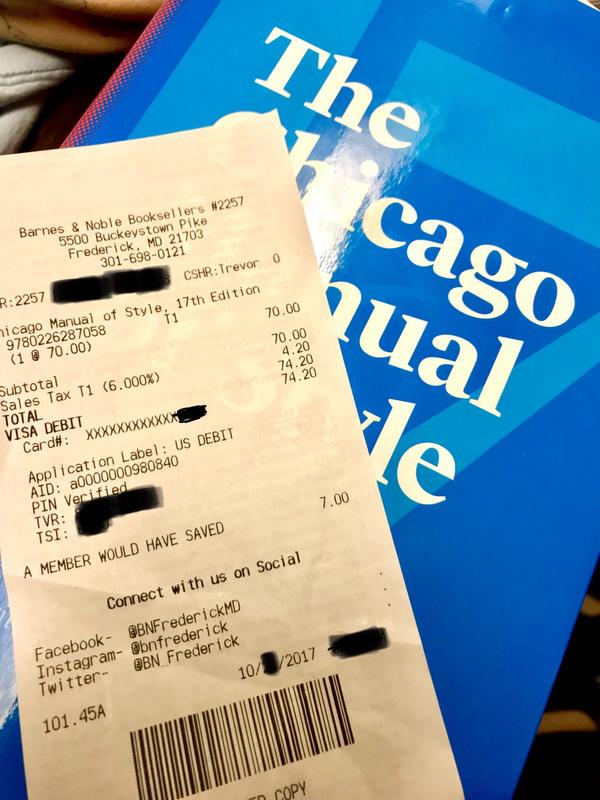 The
Chicago
Manual
Style
Barnes & Noble Booksellers #2257
5500 Buckeystown Pike
Frederick, MD 21703
301-698-0121
R:2257 CSHR:Trevor 0
hicago Manual of Style, 17th Edition
9780226287058 T1 70.00
(1 @ 70.00)
Subtotal 70.00
Sales Tax T1 (6.000%) 4.20
TOTAL 74.20
VISA DEBIT 74.20
Card#: XXXXXXXXXXXX
Application Label: US DEBIT
AID: a0000000980840
PIN Verified
TVR:
TSI:
A MEMBER WOULD HAVE SAVED 7.00
Connect with us on Social
Facebook- @BNFrederickMD
Instagram- @bnfrederick
Twitter- @BN_Frederick
101.45A 10/ /2017
COPY